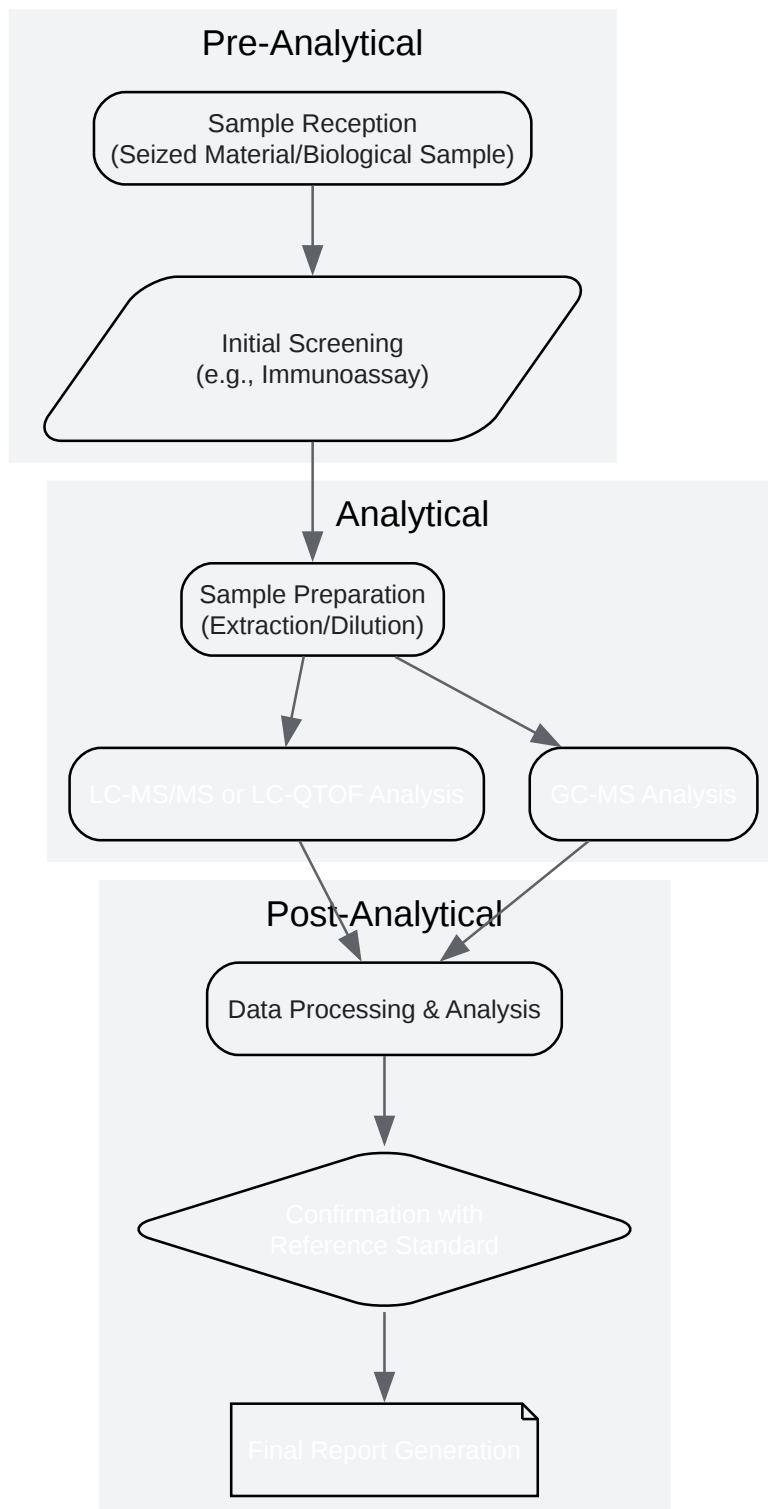 Pre-Analytical
Sample Reception
(Seized Material/Biological Sample)
Initial Screening
(e.g., Immunoassay)
Analytical
Sample Preparation
(Extraction/Dilution)
LC-MS/MS or LC-QTOF Analysis
GC-MS Analysis
Post-Analytical
Data Processing & Analysis
Confirmation with
Reference Standard
Final Report Generation